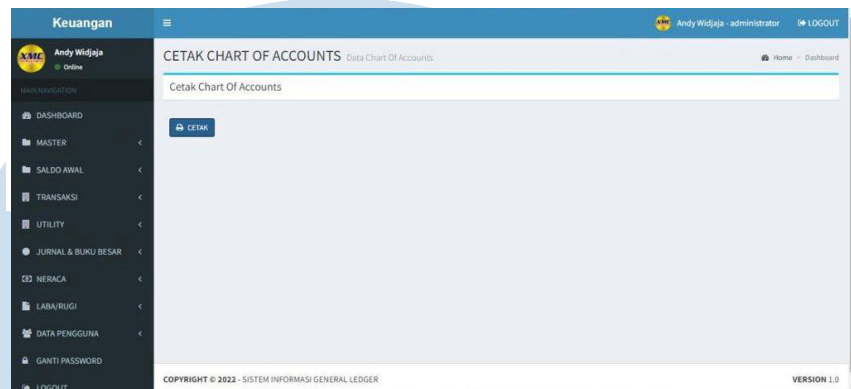 Keuangan
Andy Widjaja - administrator
LOGOUT
XMC
Andy Widjaja
Online
CETAK CHART OF ACCOUNTS Data Chart Of Accounts
Home > Dashboard
MAIN NAVIGATION
Cetak Chart Of Accounts
DASHBOARD
CETAK
MASTER
SALDO AWAL
TRANSAKSI
UTILITY
JURNAL & BUKU BESAR
NERACA
LABA/RUGI
DATA PENGGUNA
GANTI PASSWORD
LOGOUT
COPYRIGHT © 2022 - SISTEM INFORMASI GENERAL LEDGER
VERSION 1.0